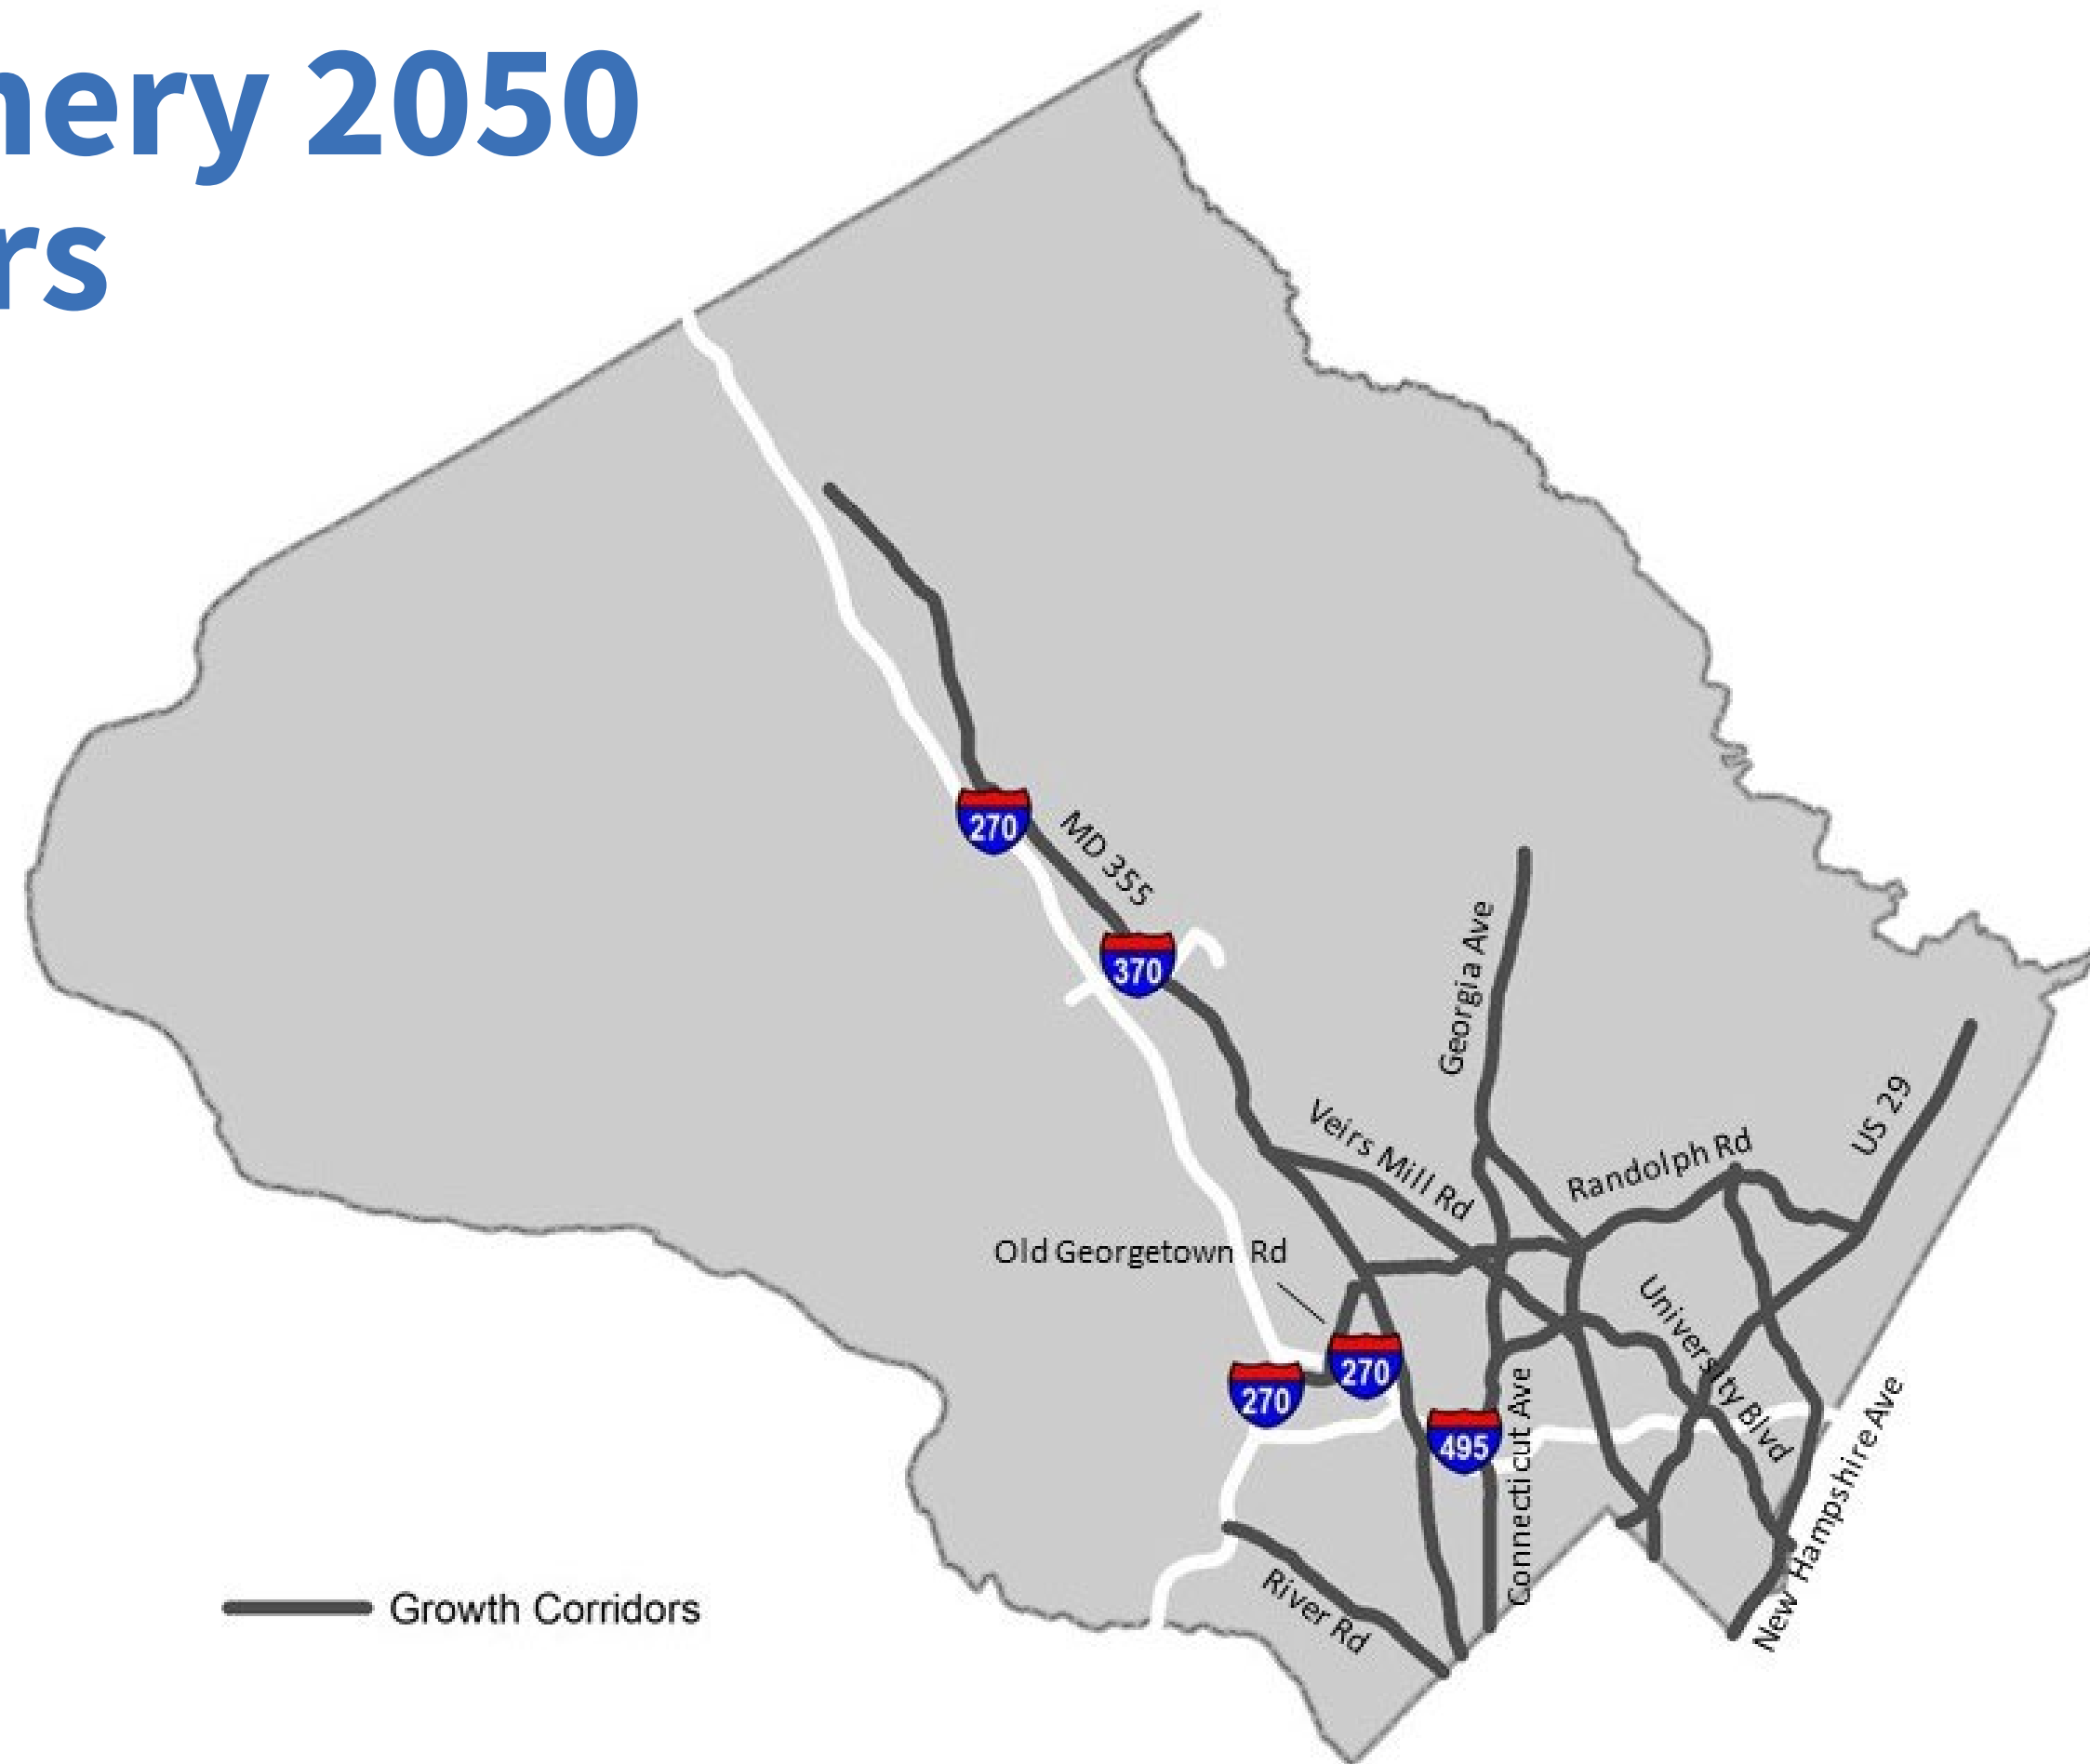 nery 2050
rs
270
MD 355
370
Georgia Ave
US 29
Veirs Mill Rd
Randolph Rd
Old Georgetown Rd
University Blvd
270
270
495
Connecticut Ave
New Hampshire Ave
River Rd
Growth Corridors